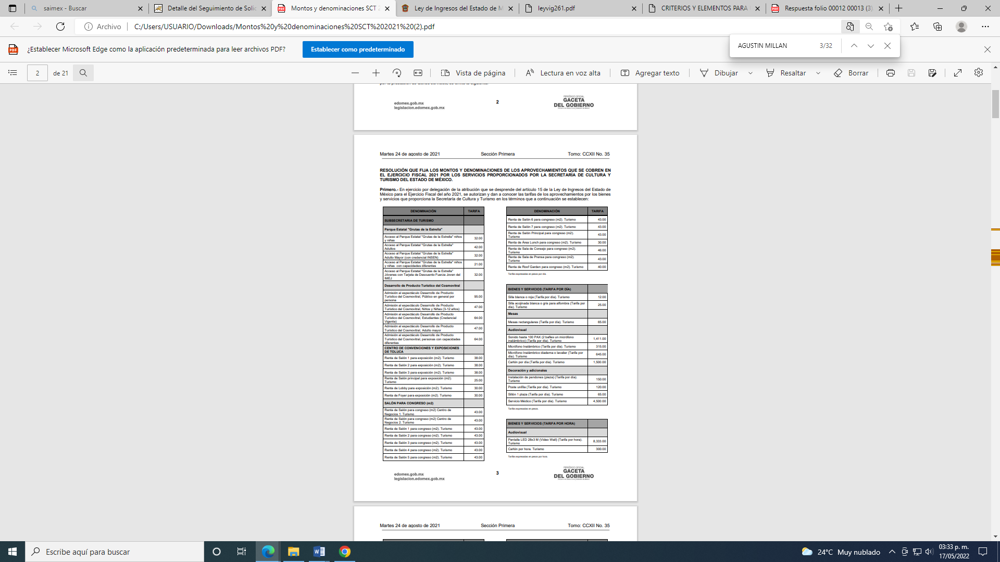 saimex - Buscar
Detalle del Seguimiento de Solic
Montos y denominaciones SCT 2
Ley de Ingresos del Estado de M
leyvig261.pdf
CRITERIOS Y ELEMENTOS PARA
Respuesta folio 00012 00013 (3)
Archivo
C:/Users/USUARIO/Downloads/Montos%20y%20denominaciones%20SCT%202021%20(2).pdf
¿Establecer Microsoft Edge como la aplicación predeterminada para leer archivos PDF?
Establecer como predeterminado
AGUSTIN MILLAN
3/32
2 de 21
Vista de página
Lectura en voz alta
Agregar texto
Dibujar
Resaltar
Borrar
edomex.gob.mx
legislacion.edomex.gob.mx
2
PERIÓDICO OFICIAL
GACETA
DEL GOBIERNO
Martes 24 de agosto de 2021 Sección Primera Tomo: CCXII No. 35
RESOLUCIÓN QUE FIJA LOS MONTOS Y DENOMINACIONES DE LOS APROVECHAMIENTOS QUE SE COBREN EN
EL EJERCICIO FISCAL 2021 POR LOS SERVICIOS PROPORCIONADOS POR LA SECRETARÍA DE CULTURA Y
TURISMO DEL ESTADO DE MÉXICO.
Primero.- En ejercicio por delegación de la atribución que se desprende del artículo 15 de la Ley de Ingresos del Estado de
México para el Ejercicio Fiscal del año 2021, se autorizan y dan a conocer las tarifas de los aprovechamientos por los bienes
y servicios que proporciona la Secretaría de Cultura y Turismo en los términos que a continuación se establecen:
DENOMINACIÓN TARIFA
SUBSECRETARIA DE TURISMO
Parque Estatal "Grutas de la Estrella"
Acceso al Parque Estatal "Grutas de la Estrella" niños
y niñas 32.00
Acceso al Parque Estatal "Grutas de la Estrella"
Adultos 42.00
Acceso al Parque Estatal "Grutas de la Estrella"
Adulto Mayor (con credencial INSEN) 32.00
Acceso al Parque Estatal "Grutas de la Estrella" niños
y niñas con capacidades diferentes 21.00
Acceso al Parque Estatal "Grutas de la Estrella"
Jóvenes con Tarjeta de Descuento Fuerza Joven del
IMEJ 32.00
Desarrollo de Producto Turístico del Cosmovitral
Admisión al espectáculo Desarrollo de Producto
Turístico del Cosmovitral, Público en general por
persona 95.00
Admisión al espectáculo Desarrollo de Producto
Turístico del Cosmovitral, Niños y Niñas (3-12 años) 47.00
Admisión al espectáculo Desarrollo de Producto
Turístico del Cosmovitral, Estudiantes (Credencial
Vigente) 64.00
Admisión al espectáculo Desarrollo de Producto
Turístico del Cosmovitral, Adulto mayor 47.00
Admisión al espectáculo Desarrollo de Producto
Turístico del Cosmovitral, personas con capacidades
diferentes 64.00
CENTRO DE CONVENCIONES Y EXPOSICIONES
DE TOLUCA
Renta de Salón 1 para exposición (m2). Turismo 38.00
Renta de Salón 2 para exposición (m2). Turismo 38.00
Renta de Salón 3 para exposición (m2). Turismo 38.00
Renta de Salón principal para exposición (m2).
Turismo 25.00
Renta de Lobby para exposición (m2). Turismo 30.00
Renta de Foyer para exposición (m2). Turismo 30.00
SALÓN PARA CONGRESO (m2)
Renta de Salón para congreso (m2) Centro de
Negocios 1. Turismo 43.00
Renta de Salón para congreso (m2) Centro de
Negocios 2. Turismo 43.00
Renta de Salón 1 para congreso (m2). Turismo 43.00
Renta de Salón 2 para congreso (m2). Turismo 43.00
Renta de Salón 3 para congreso (m2). Turismo 43.00
Renta de Salón 4 para congreso (m2). Turismo 43.00
Renta de Salón 5 para congreso (m2). Turismo 43.00
DENOMINACIÓN TARIFA
Renta de Salón 6 para congreso (m2). Turismo 43.00
Renta de Salón 7 para congreso (m2). Turismo 43.00
Renta de Salón Principal para congreso (m2).
Turismo 43.00
Renta de Área Lunch para congreso (m2). Turismo 30.00
Renta de Sala de Consejo para congreso (m2).
Turismo 46.00
Renta de Sala de Prensa para congreso (m2).
Turismo 43.00
Renta de Roof Garden para congreso (m2). Turismo 40.00
Tarifas expresadas en pesos por día.
BIENES Y SERVICIOS (TARIFA POR DÍA)
Silla blanca o roja (Tarifa por día). Turismo 12.00
Silla acojinada blanca o gris para alfombra (Tarifa por
día). Turismo 25.00
Mesas
Mesas rectangulares (Tarifa por día). Turismo 65.00
Audiovisual
Sonido hasta 100 PAX (2 bafles un micrófono
inalámbrico) (Tarifa por día). Turismo 1,411.00
Micrófono Inalámbrico (Tarifa por día). Turismo 315.00
Micrófono Inalámbrico diadema o lavalier (Tarifa por
día). Turismo 645.00
Cañón por día (Tarifa por día). Turismo 1,500.00
Decoración y adicionales
Instalación de pendones (pieza) (Tarifa por día).
Turismo 150.00
Poste unifila (Tarifa por día). Turismo 120.00
Sillón 1 plaza (Tarifa por día). Turismo 65.00
Servicio Médico (Tarifa por día). Turismo 4,500.00
Tarifas expresadas en pesos.
BIENES Y SERVICIOS (TARIFA POR HORA)
Audiovisual
Pantalla LED 28x3 M (Video Wall) (Tarifa por hora).
Turismo 8,333.00
Cañón por hora. Turismo 300.00
Tarifas expresadas en pesos por hora.
edomex.gob.mx
legislacion.edomex.gob.mx
3
PERIÓDICO OFICIAL
GACETA
DEL GOBIERNO
Martes 24 de agosto de 2021 Sección Primera Tomo: CCXII No. 35
Escribe aquí para buscar
24°C Muy nublado
03:33 p. m.
17/05/2022